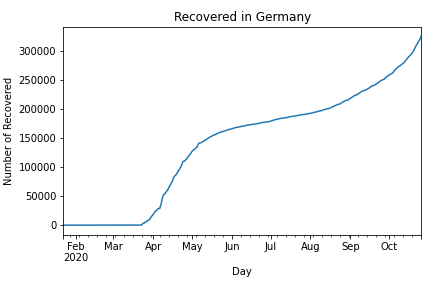 Recovered in Germany
Number of Recovered
300000
250000
200000
150000
100000
50000
0
Feb Mar Apr May Jun Jul Aug Sep Oct
2020
Day